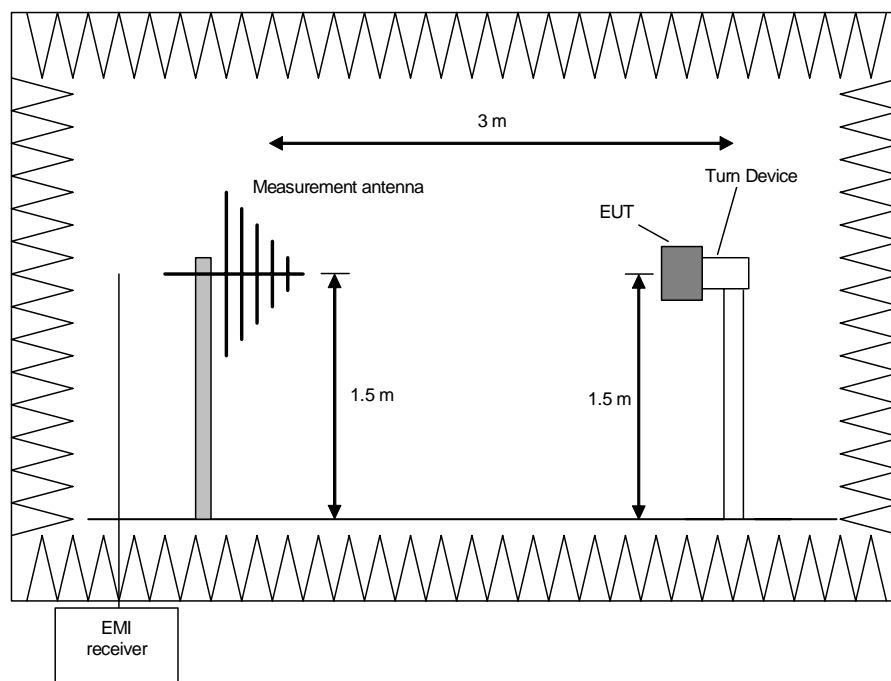 3 m
Measurement antenna
Turn Device
EUT
1.5 m
1.5 m
EMI
receiver